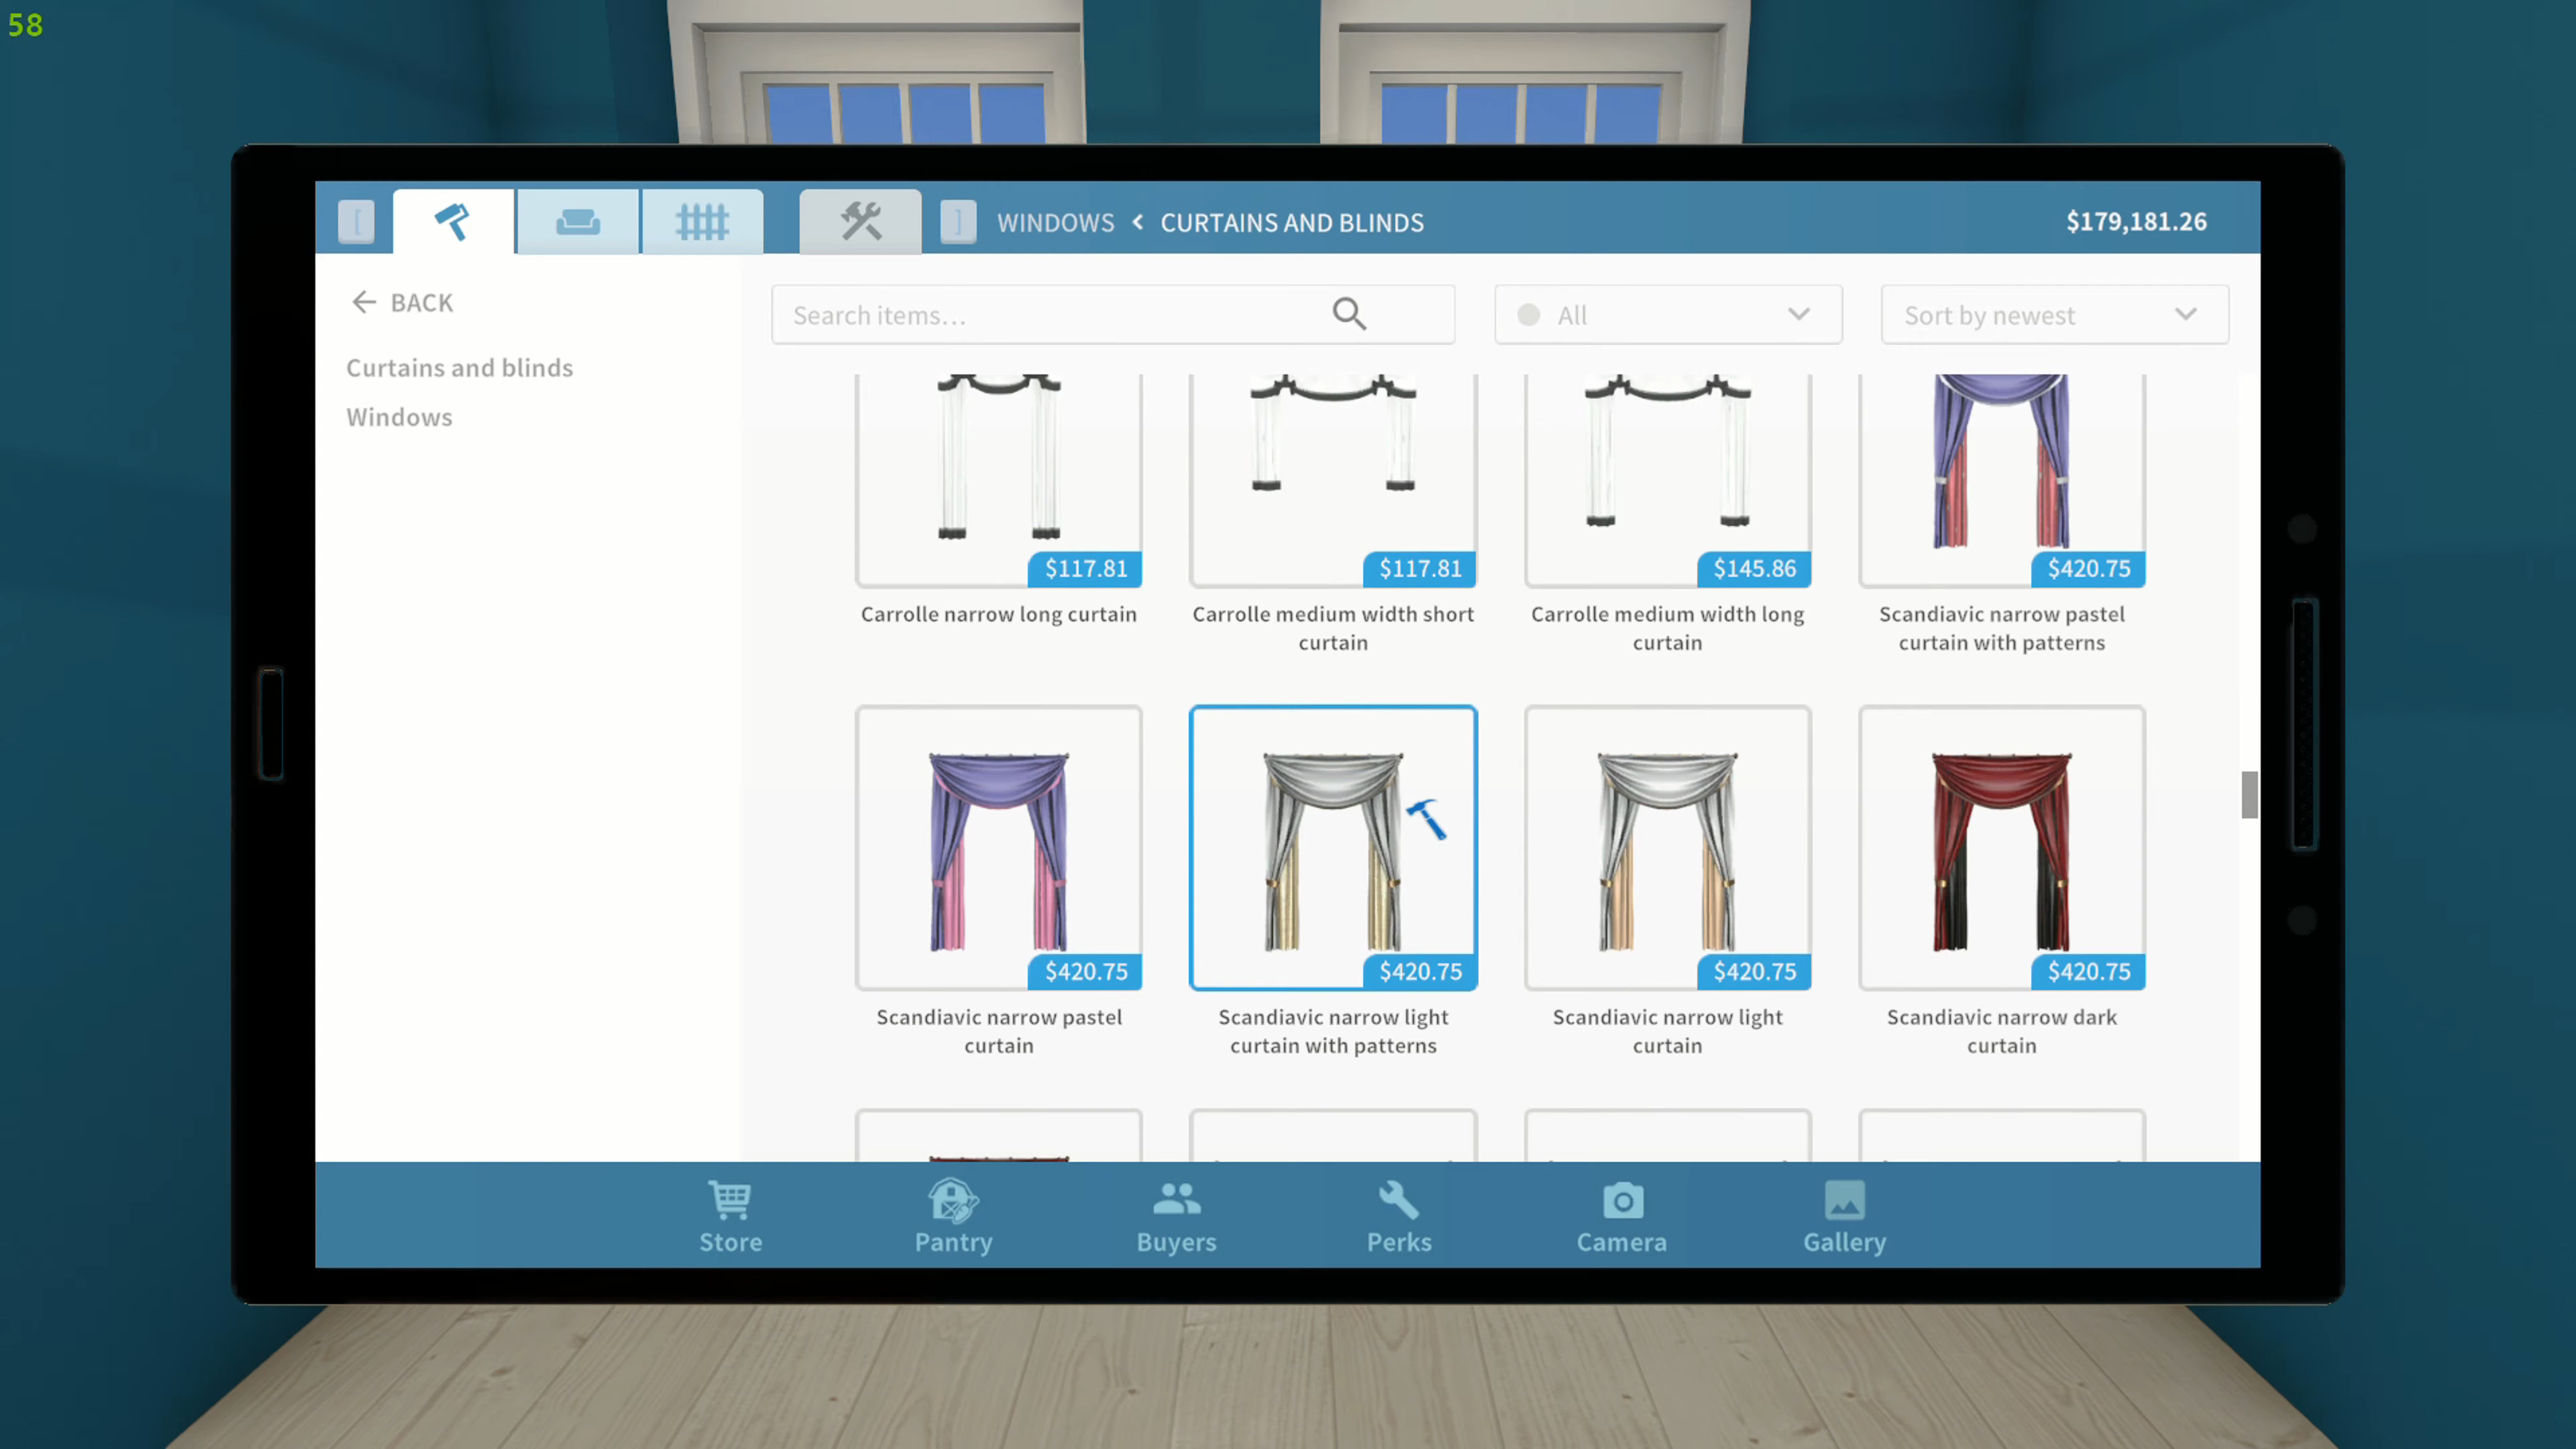 58
[
]
WINDOWS < CURTAINS AND BLINDS
$179,181.26
BACK
Curtains and blinds
Windows
Search items...
All
Sort by newest
$117.81
$117.81
$145.86
$420.75
Carrolle narrow long curtain
Carrolle medium width short
curtain
Carrolle medium width long
curtain
Scandiavic narrow pastel
curtain with patterns
$420.75
$420.75
$420.75
$420.75
Scandiavic narrow pastel
curtain
Scandiavic narrow light
curtain with patterns
Scandiavic narrow light
curtain
Scandiavic narrow dark
curtain
Store
Pantry
Buyers
Perks
Camera
Gallery